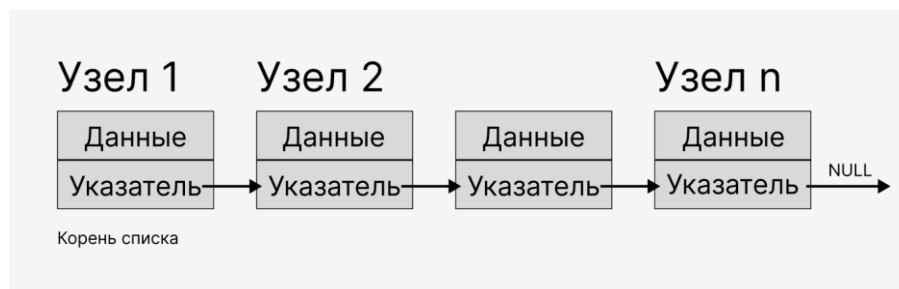 Узел 1
Узел 2
Узел n
Данные
Данные
Данные
Данные
Указатель
Указатель
Указатель
Указатель
NULL
Корень списка